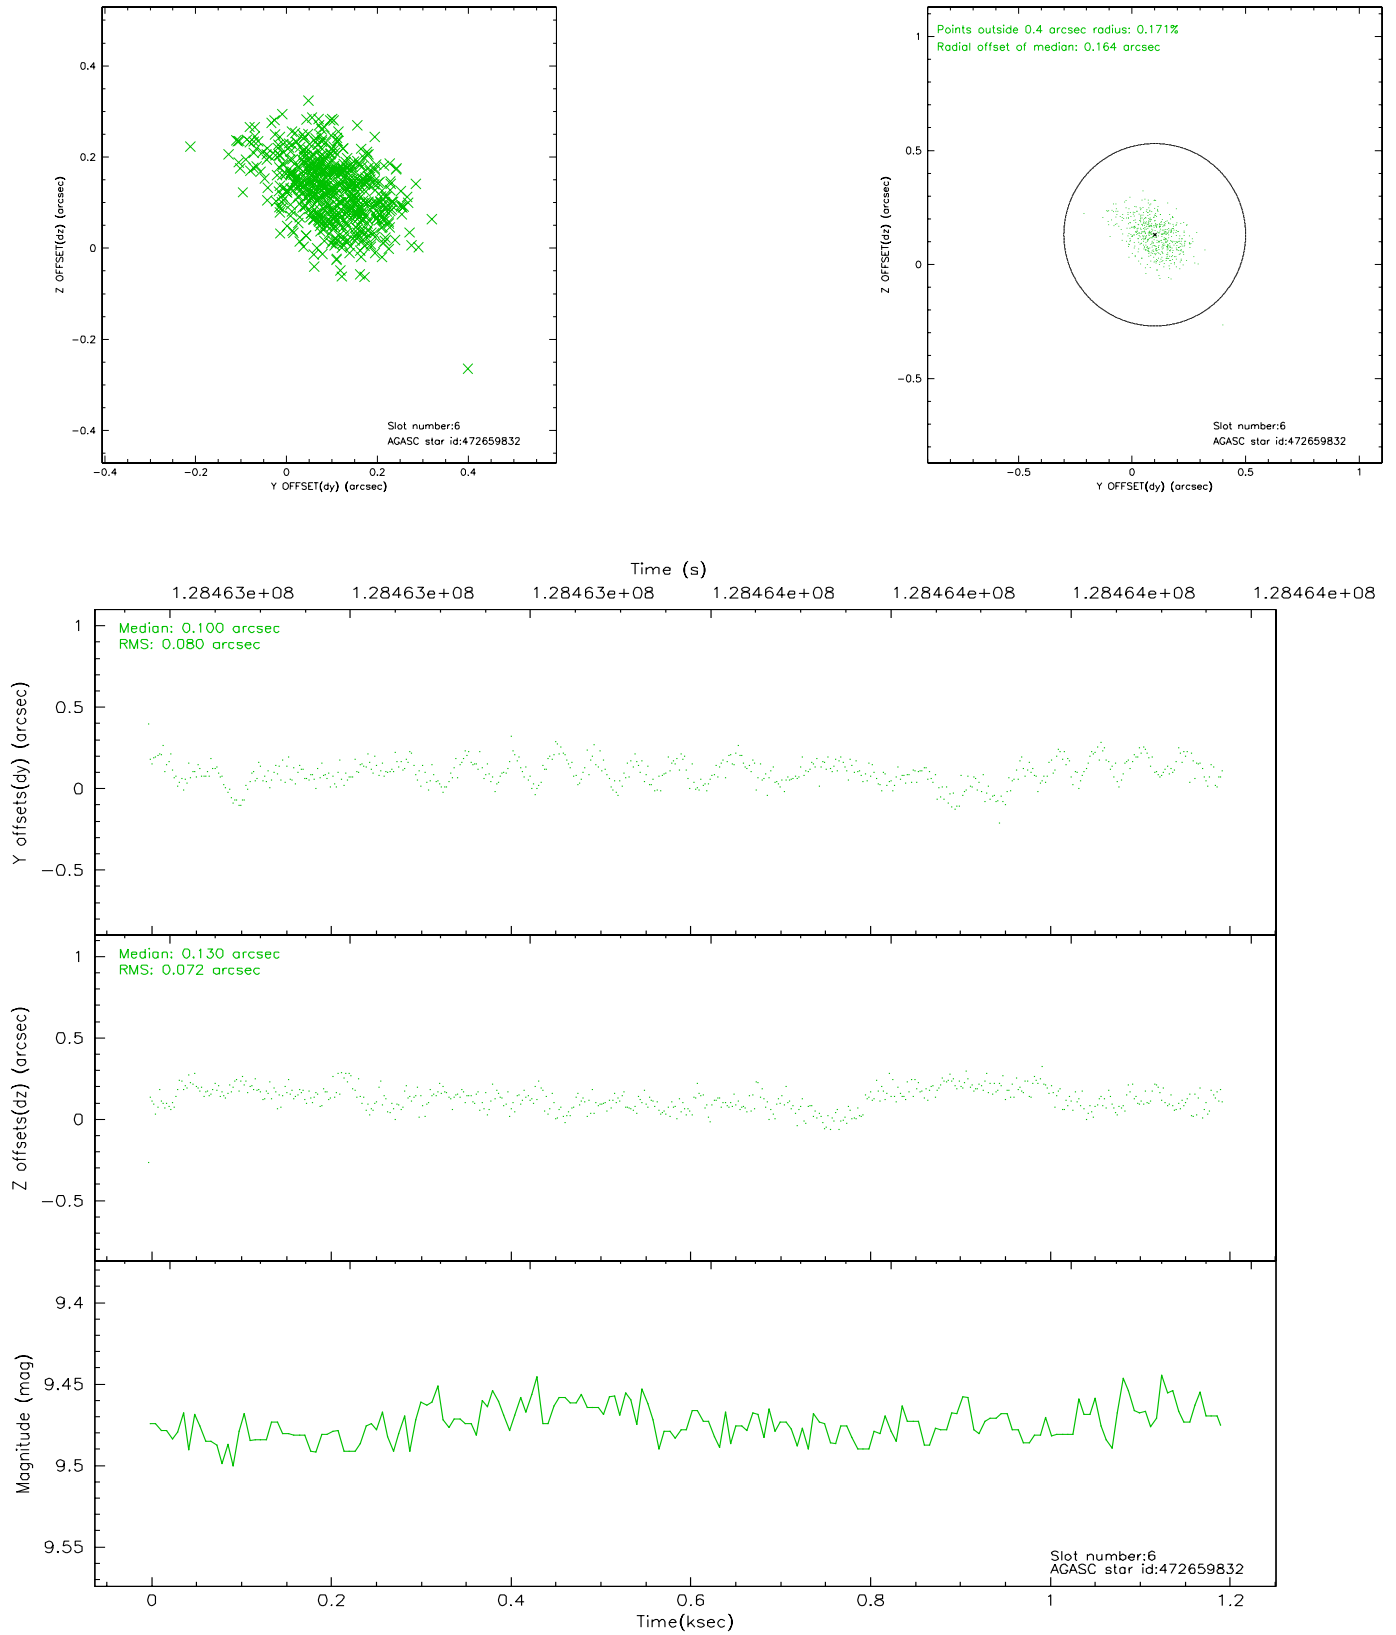 0.4
0.2
0
−0.2
−0.4
Z OFFSET(dz) (arcsec)
Slot number:6
AGASC star id:472659832
−0.4
−0.2
0
0.2
0.4
Y OFFSET(dy) (arcsec)
Points outside 0.4 arcsec radius: 0.171%
Radial offset of median: 0.164 arcsec
1
0.5
0
−0.5
Z OFFSET(dz) (arcsec)
Slot number:6
AGASC star id:472659832
−0.5
0
0.5
1
Y OFFSET(dy) (arcsec)
Time (s)
1.28463e+08
1.28463e+08
1.28463e+08
1.28464e+08
1.28464e+08
1.28464e+08
1.28464e+08
Median: 0.100 arcsec
RMS: 0.080 arcsec
1
0.5
0
−0.5
Y offsets(dy) (arcsec)
Median: 0.130 arcsec
RMS: 0.072 arcsec
1
0.5
0
−0.5
Z offsets(dz) (arcsec)
9.4
9.45
9.5
9.55
Magnitude (mag)
Slot number:6
AGASC star id:472659832
0
0.2
0.4
0.6
0.8
1
1.2
Time(ksec)